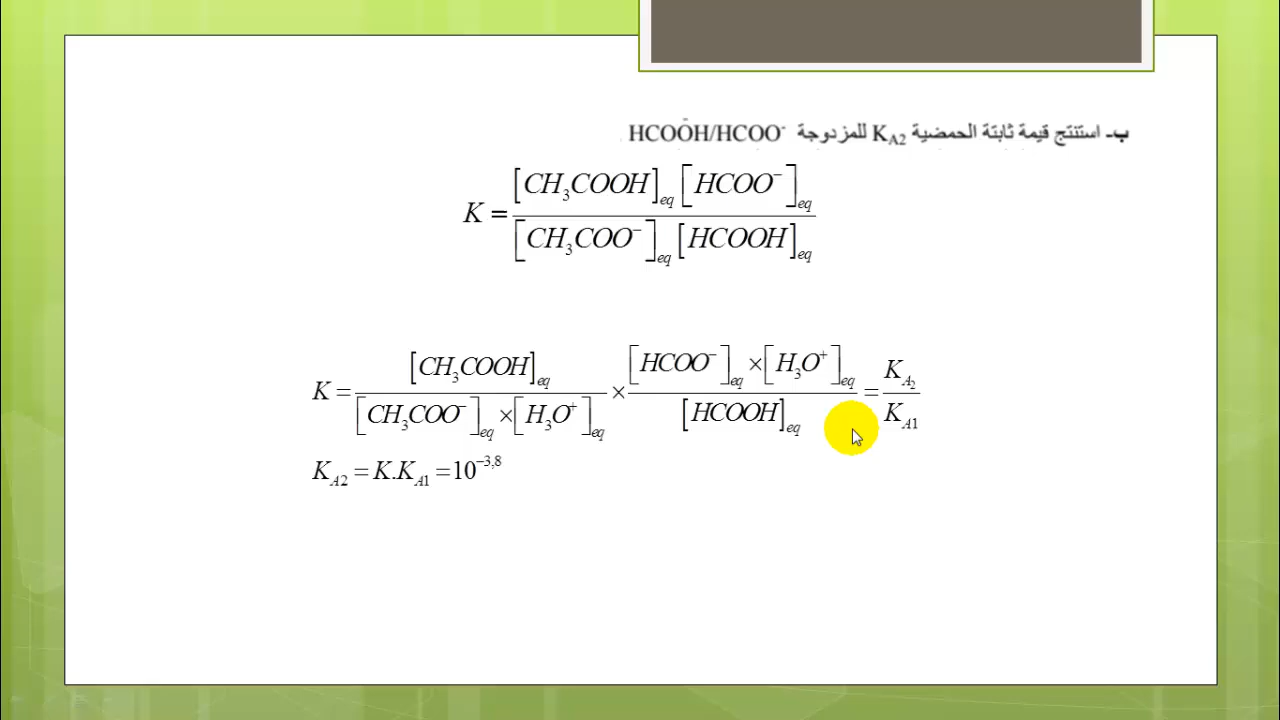 ب- استنتج قيمة ثابتة الحمضية K_A2 للمزدوجة HCOOH/HCOO⁻
K = [CH₃COOH]_eq [HCOO⁻]_eq / [CH₃COO⁻]_eq [HCOOH]_eq
K = [CH₃COOH]_eq / [CH₃COO⁻]_eq × [H₃O⁺]_eq × [HCOO⁻]_eq × [H₃O⁺]_eq / [HCOOH]_eq = K_A₂ / K_A1
K_A2 = K.K_A1 = 10^−3,8